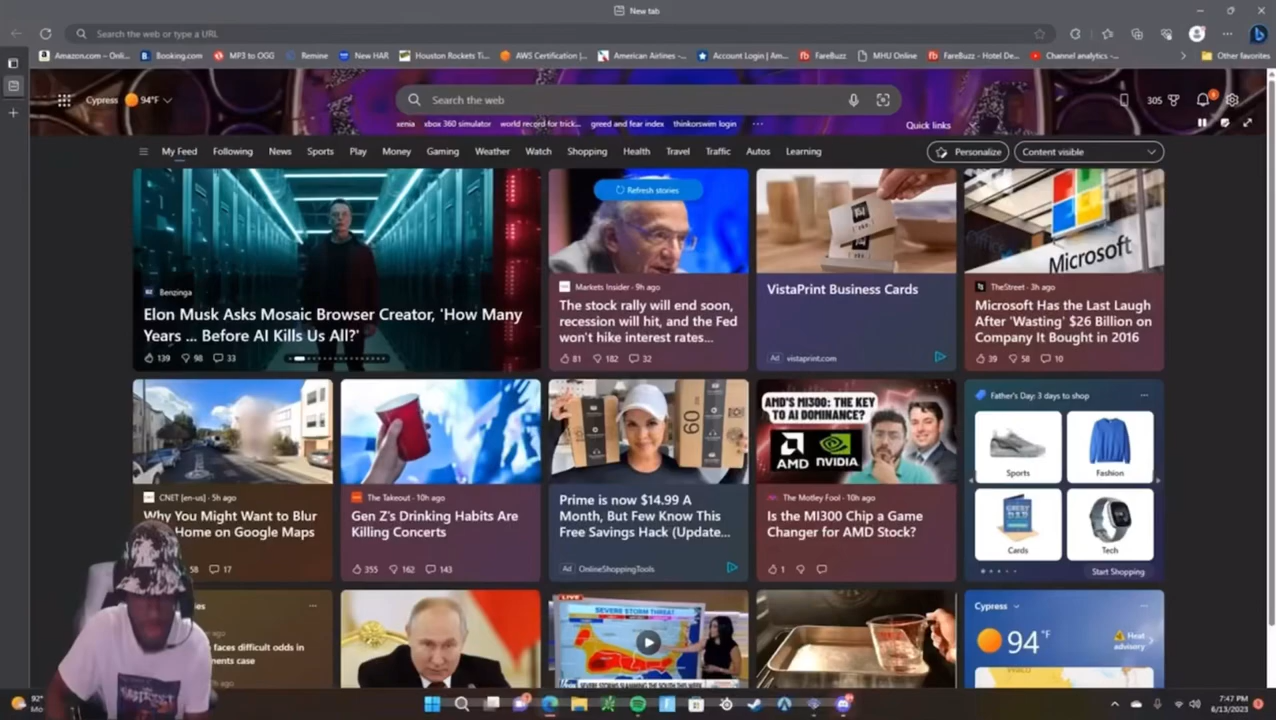 New tab
Search the web or type a URL
Amazon.com – Onli...
Booking.com
MP3 to OGG
Remine
New HAR
Houston Rockets Ti...
AWS Certification |...
American Airlines -...
Account Login | Am...
FareBuzz
MHU Online
FareBuzz - Hotel De...
Channel analytics -...
Other favorites
Cypress 94°F
Search the web
305
6
xenia
xbox 360 simulator
world record for trick...
greed and fear index
thinkorswim login
Quick links
My Feed
Following
News
Sports
Play
Money
Gaming
Weather
Watch
Shopping
Health
Travel
Traffic
Autos
Learning
Personalize
Content visible
Benzinga
Elon Musk Asks Mosaic Browser Creator, 'How Many
Years ... Before AI Kills Us All?'
139 98 33
Refresh stories
Markets Insider · 9h ago
The stock rally will end soon,
recession will hit, and the Fed
won't hike interest rates...
81 182 32
VistaPrint Business Cards
Ad vistaprint.com
Microsoft
TheStreet · 3h ago
Microsoft Has the Last Laugh
After 'Wasting' $26 Billion on
Company It Bought in 2016
39 58 10
CNET [en-us] · 5h ago
Why You Might Want to Blur
Home on Google Maps
58 17
The Takeout · 10h ago
Gen Z's Drinking Habits Are
Killing Concerts
355 162 143
60
Prime is now $14.99 A
Month, But Few Know This
Free Savings Hack (Update...
Ad OnlineShoppingTools
AMD'S MI300: THE KEY
TO AI DOMINANCE?
AMD NVIDIA
The Motley Fool · 10h ago
Is the MI300 Chip a Game
Changer for AMD Stock?
1
Father's Day: 3 days to shop
Sports
Fashion
Cards
Tech
Start Shopping
faces difficult odds in
ents case
LIVE
SEVERE STORM THREAT
Cypress
94 °F
Heat
advisory
92°
7:47 PM
6/13/2023